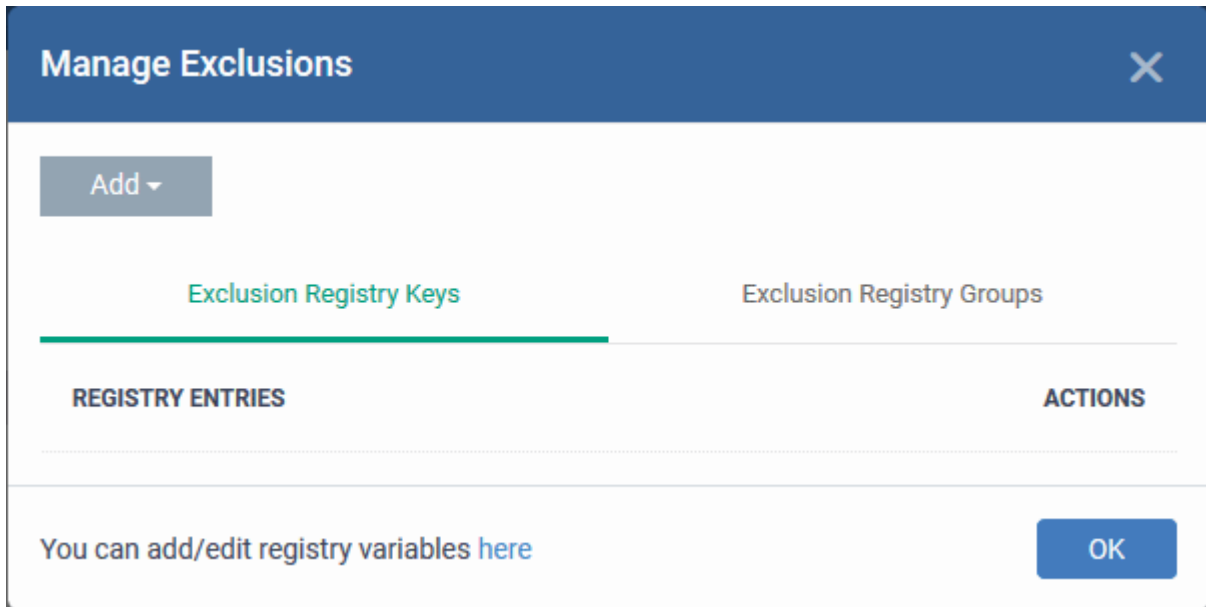 Manage Exclusions
Add
Exclusion Registry Keys
Exclusion Registry Groups
REGISTRY ENTRIES
ACTIONS
You can add/edit registry variables here
OK